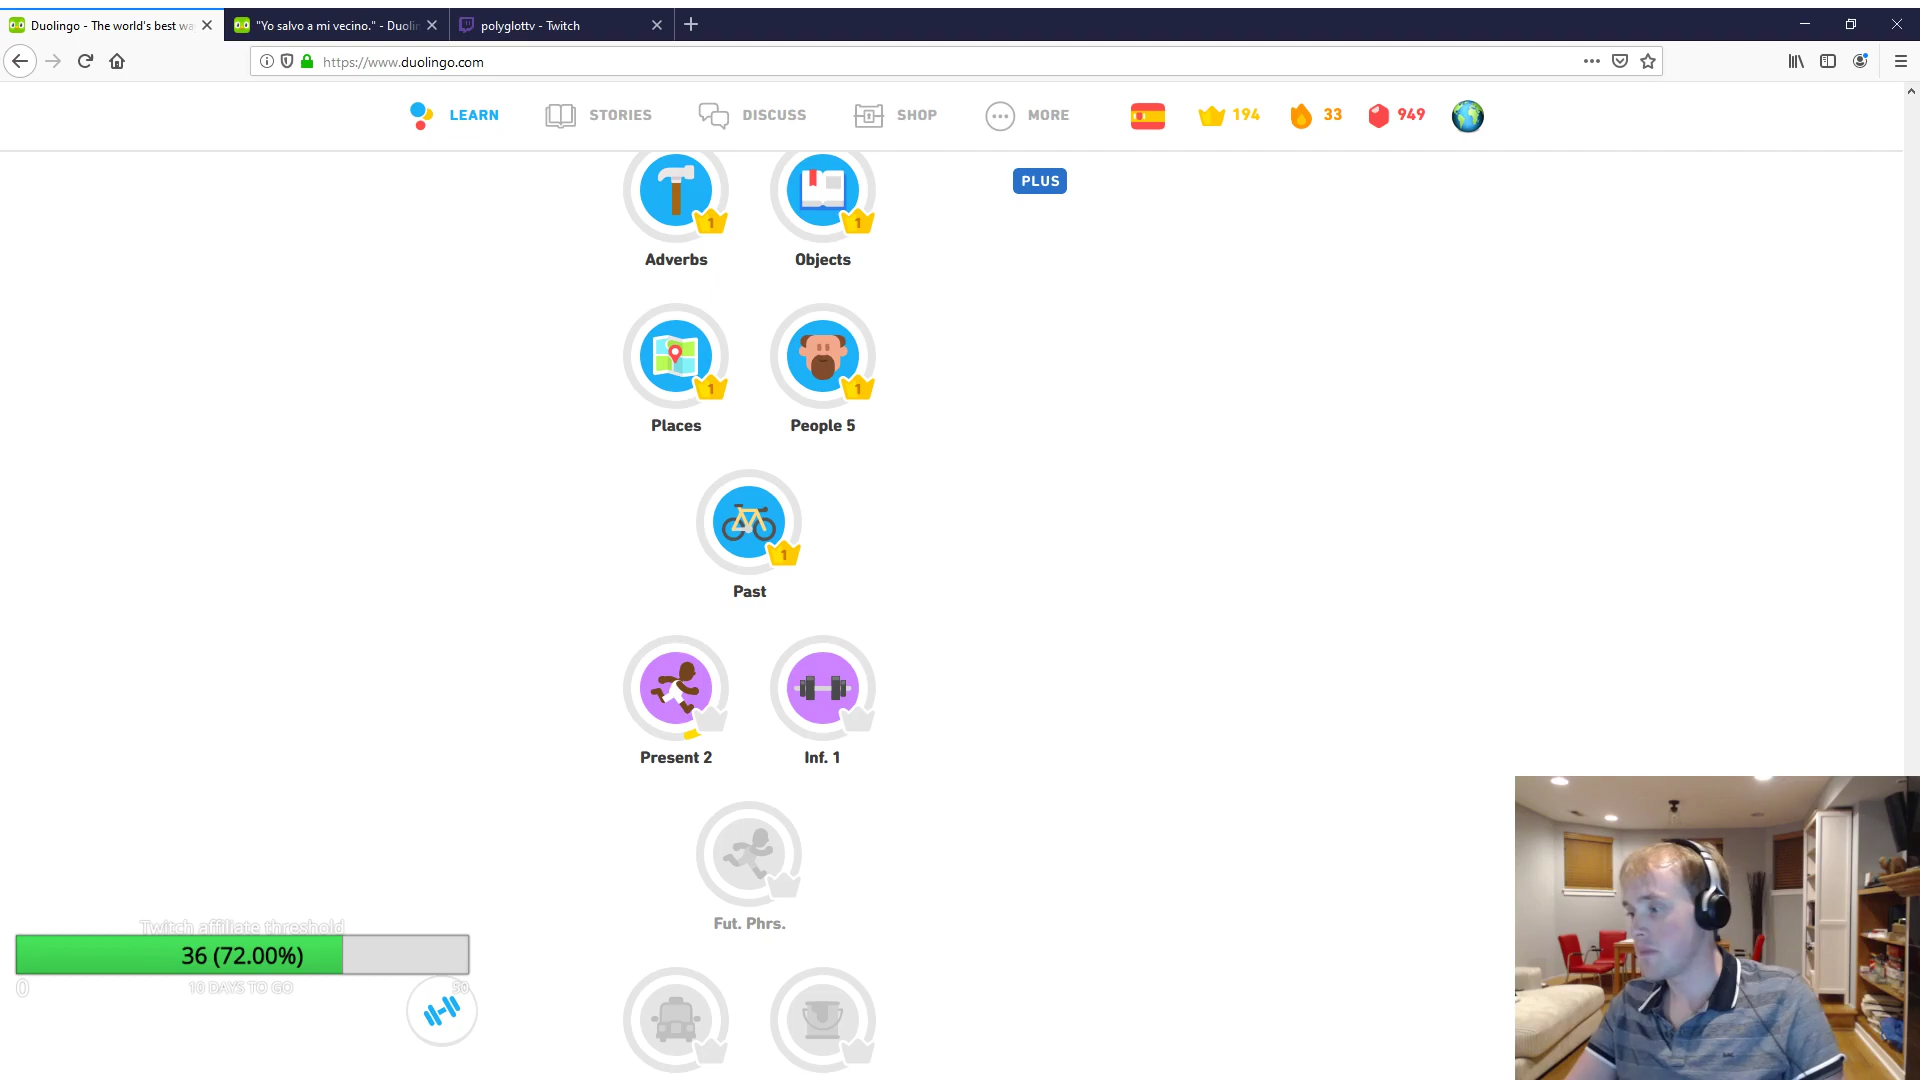 Duolingo - The world's best wa
"Yo salvo a mi vecino." - Duolin
polyglottv - Twitch
https://www.duolingo.com
LEARN
STORIES
DISCUSS
SHOP
MORE
194
33
949
PLUS
1
1
Adverbs
Objects
1
1
Places
People 5
1
Past
Present 2
Inf. 1
Fut. Phrs.
Twitch affiliate threshold
36 (72.00%)
0
10 DAYS TO GO
50